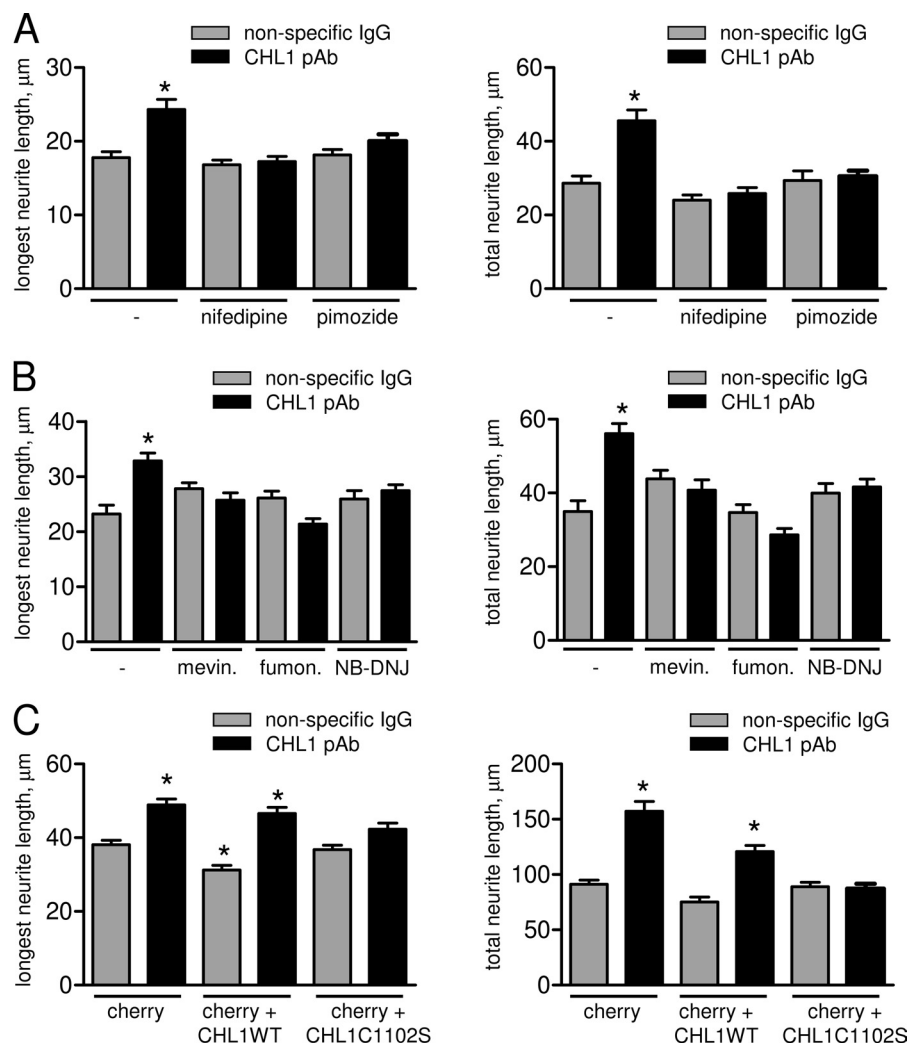 A
non-specific IgG
CHL1 pAb
longest neurite length, μm
30
20
10
0
*
-
nifedipine
pimozide
non-specific IgG
CHL1 pAb
total neurite length, μm
60
40
20
0
*
-
nifedipine
pimozide
B
non-specific IgG
CHL1 pAb
longest neurite length, μm
40
30
20
10
0
*
-
mevin.
fumon.
NB-DNJ
non-specific IgG
CHL1 pAb
total neurite length, μm
60
40
20
0
*
-
mevin.
fumon.
NB-DNJ
C
non-specific IgG
CHL1 pAb
longest neurite length, μm
60
40
20
0
*
*
*
cherry
cherry +
CHL1WT
cherry +
CHL1C1102S
non-specific IgG
CHL1 pAb
total neurite length, μm
200
150
100
50
0
*
*
cherry
cherry +
CHL1WT
cherry +
CHL1C1102S